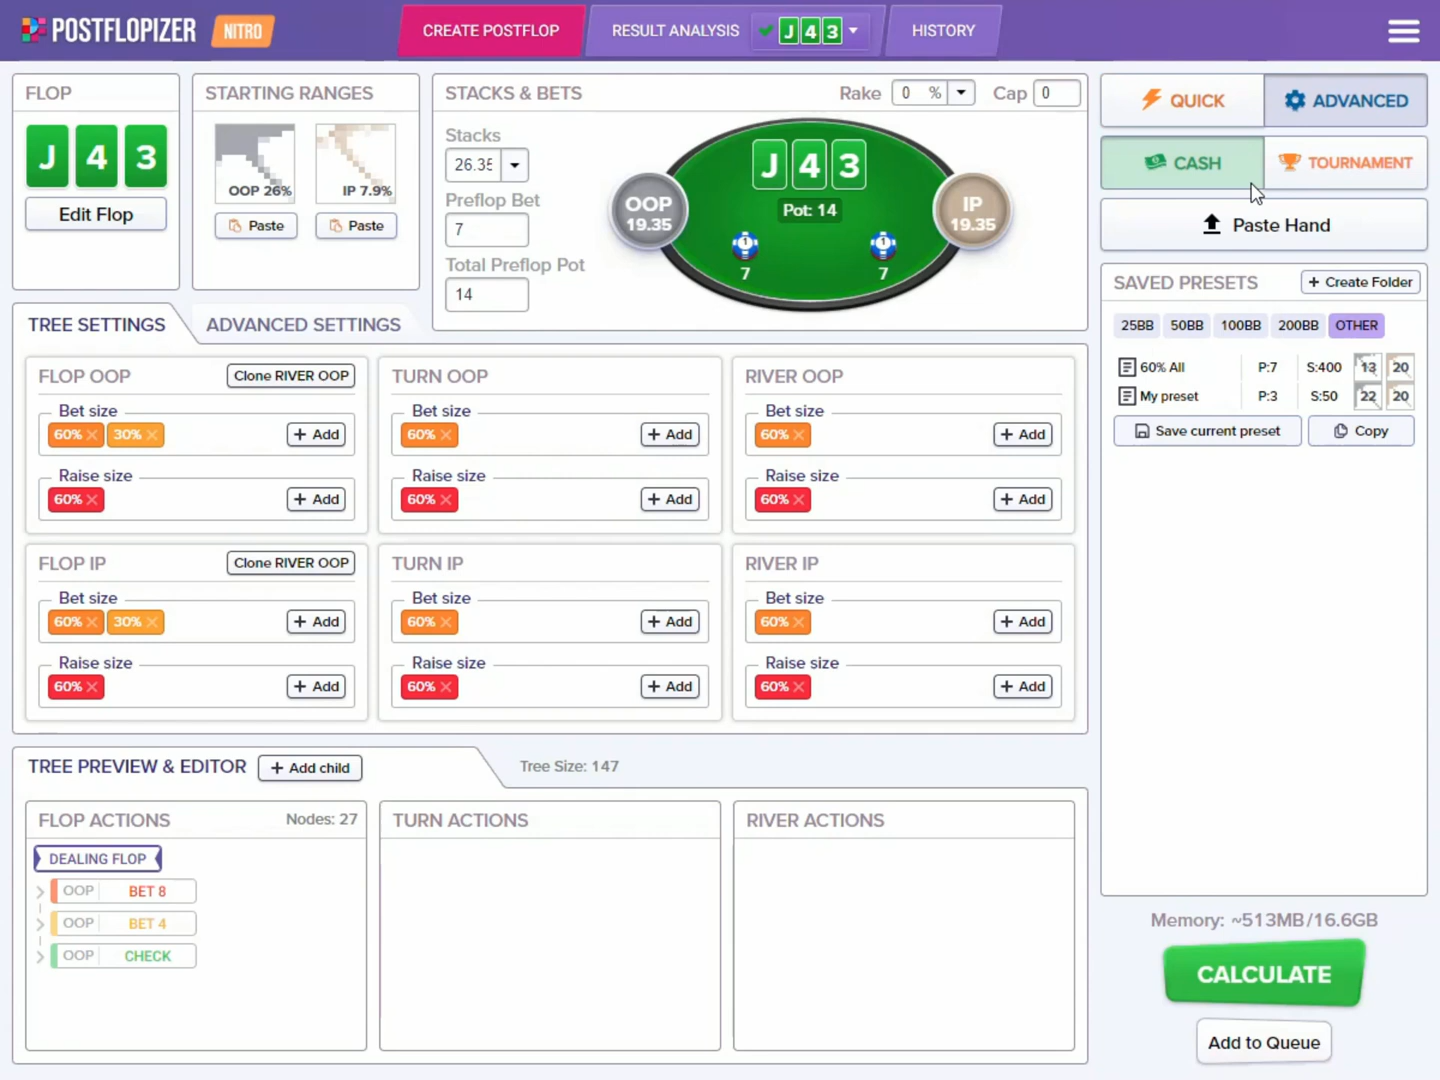 POSTFLOPIZER NITRO
CREATE POSTFLOP
RESULT ANALYSIS J 4 3
HISTORY
FLOP
J 4 3
Edit Flop
STARTING RANGES
OOP 26% IP 7.9%
Paste Paste
STACKS & BETS
Rake 0 % Cap 0
Stacks
26.35
Preflop Bet
7
Total Preflop Pot
14
J 4 3
Pot: 14
OOP
19.35
IP
19.35
1 1
7 7
QUICK ADVANCED
CASH TOURNAMENT
Paste Hand
SAVED PRESETS + Create Folder
25BB 50BB 100BB 200BB OTHER
60% All P:7 S:400 13 20
My preset P:3 S:50 22 20
Save current preset Copy
TREE SETTINGS ADVANCED SETTINGS
FLOP OOP Clone RIVER OOP
Bet size
60% × 30% × + Add
Raise size
60% × + Add
TURN OOP
Bet size
60% × + Add
Raise size
60% × + Add
RIVER OOP
Bet size
60% × + Add
Raise size
60% × + Add
FLOP IP Clone RIVER OOP
Bet size
60% × 30% × + Add
Raise size
60% × + Add
TURN IP
Bet size
60% × + Add
Raise size
60% × + Add
RIVER IP
Bet size
60% × + Add
Raise size
60% × + Add
TREE PREVIEW & EDITOR + Add child Tree Size: 147
FLOP ACTIONS Nodes: 27
DEALING FLOP
OOP BET 8
OOP BET 4
OOP CHECK
TURN ACTIONS
RIVER ACTIONS
Memory: ~513MB/16.6GB
CALCULATE
Add to Queue